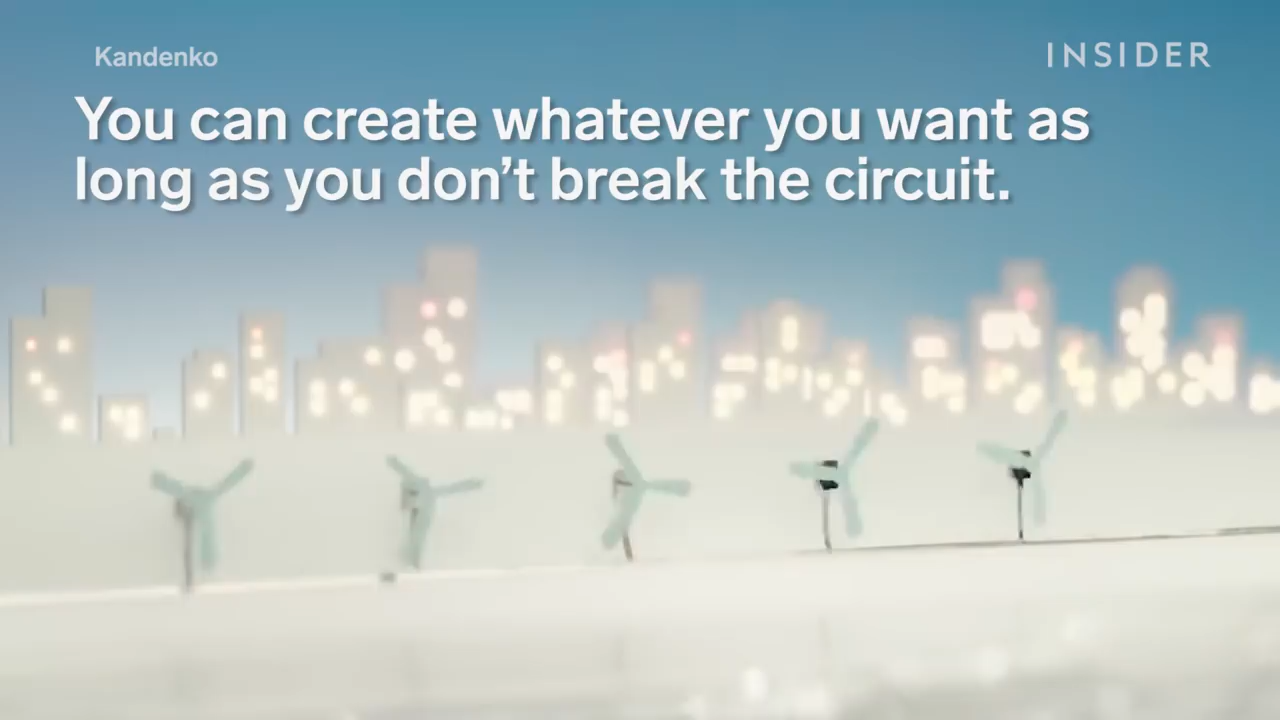 Kandenko
INSIDER
You can create whatever you want as
long as you don’t break the circuit.